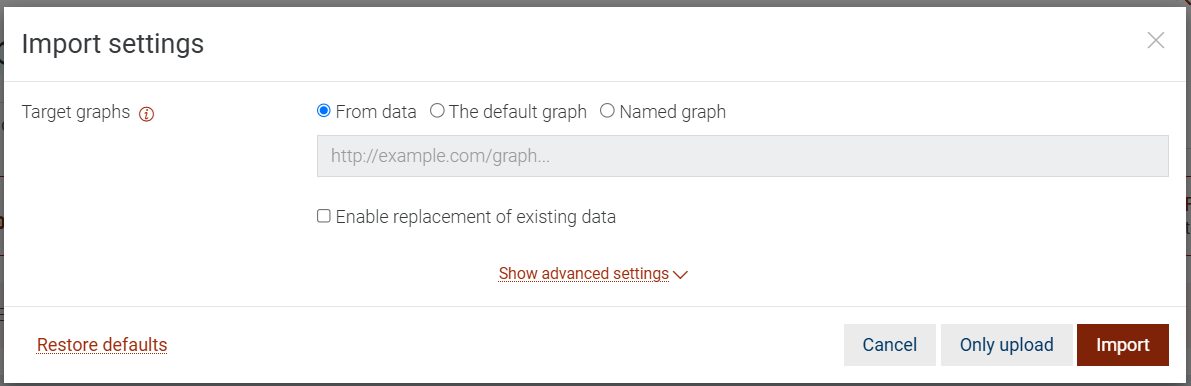 Import settings
Target graphs
From data The default graph Named graph
http://example.com/graph...
Enable replacement of existing data
Show advanced settings
Restore defaults
Cancel Only upload Import